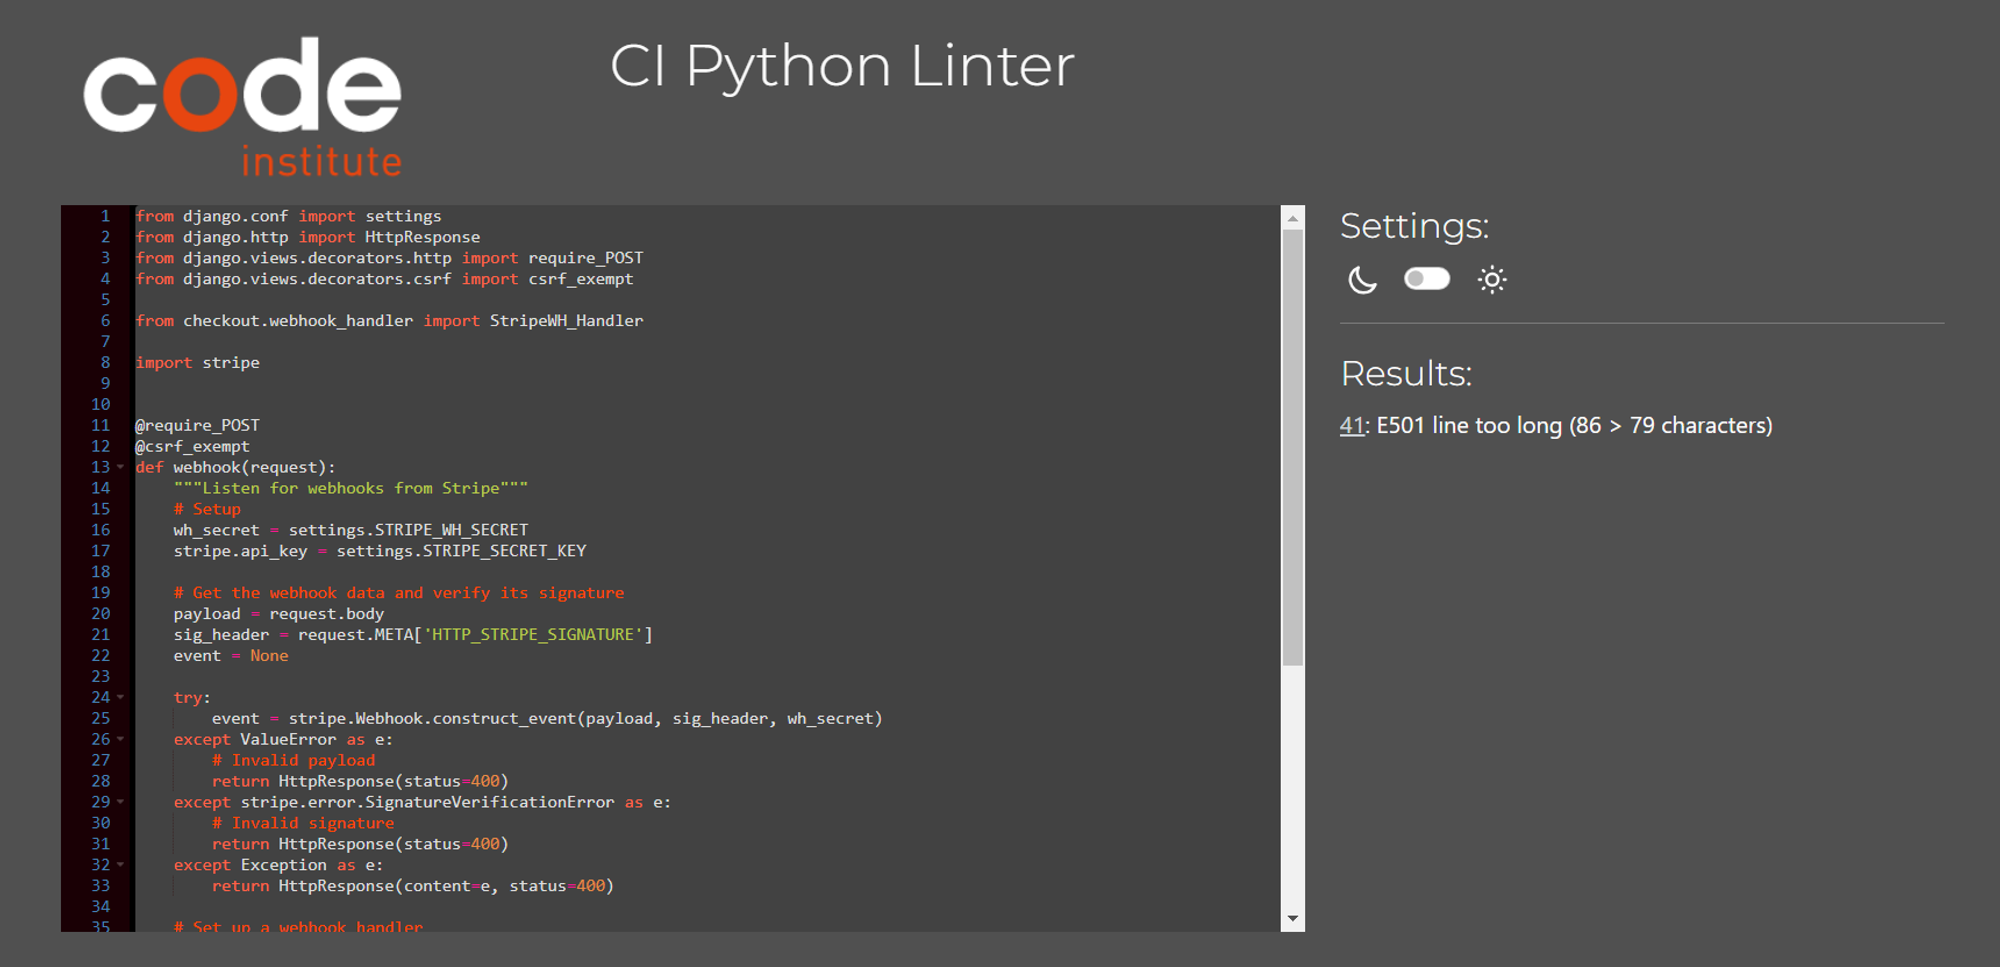 code
institute
CI Python Linter
1 from django.conf import settings
2 from django.http import HttpResponse
3 from django.views.decorators.http import require_POST
4 from django.views.decorators.csrf import csrf_exempt
5
6 from checkout.webhook_handler import StripeWH_Handler
7
8 import stripe
9
10
11 @require_POST
12 @csrf_exempt
13 def webhook(request):
14     """Listen for webhooks from Stripe"""
15     # Setup
16     wh_secret = settings.STRIPE_WH_SECRET
17     stripe.api_key = settings.STRIPE_SECRET_KEY
18
19     # Get the webhook data and verify its signature
20     payload = request.body
21     sig_header = request.META['HTTP_STRIPE_SIGNATURE']
22     event = None
23
24     try:
25         event = stripe.Webhook.construct_event(payload, sig_header, wh_secret)
26     except ValueError as e:
27         # Invalid payload
28         return HttpResponse(status=400)
29     except stripe.error.SignatureVerificationError as e:
30         # Invalid signature
31         return HttpResponse(status=400)
32     except Exception as e:
33         return HttpResponse(content=e, status=400)
34
35     # Set up a webhook handler
Settings:
Results:
41: E501 line too long (86 > 79 characters)